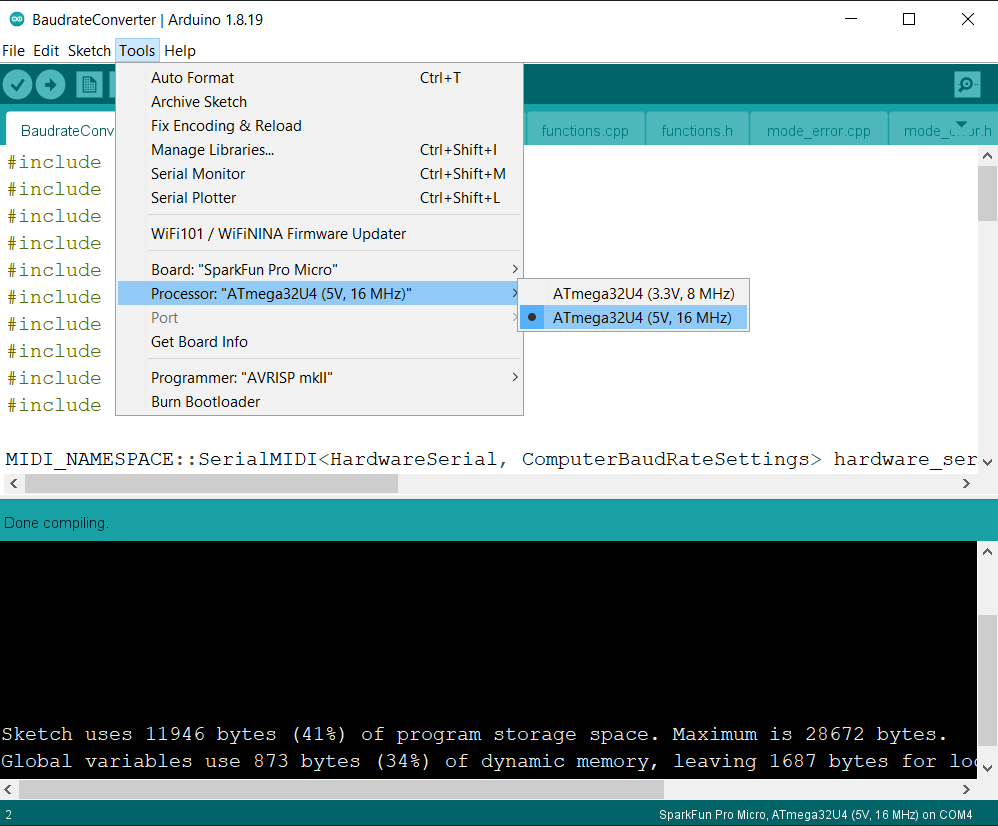 BaudrateConverter | Arduino 1.8.19
File Edit Sketch Tools Help
Auto Format Ctrl+T
Archive Sketch
Fix Encoding & Reload
Manage Libraries... Ctrl+Shift+I
Serial Monitor Ctrl+Shift+M
Serial Plotter Ctrl+Shift+L
WiFi101 / WiFiNINA Firmware Updater
Board: "SparkFun Pro Micro"
Processor: "ATmega32U4 (5V, 16 MHz)"
Port
Get Board Info
Programmer: "AVRISP mkII"
Burn Bootloader
ATmega32U4 (3.3V, 8 MHz)
ATmega32U4 (5V, 16 MHz)
BaudrateConv functions.cpp functions.h mode_error.cpp
#include
#include
#include
#include
#include
#include
#include
#include
#include
#include
MIDI_NAMESPACE::SerialMIDI<HardwareSerial, ComputerBaudRateSettings> hardware_ser
Done compiling.
Sketch uses 11946 bytes (41%) of program storage space. Maximum is 28672 bytes.
Global variables use 873 bytes (34%) of dynamic memory, leaving 1687 bytes for loc
2 SparkFun Pro Micro, ATmega32U4 (5V, 16 MHz) on COM4